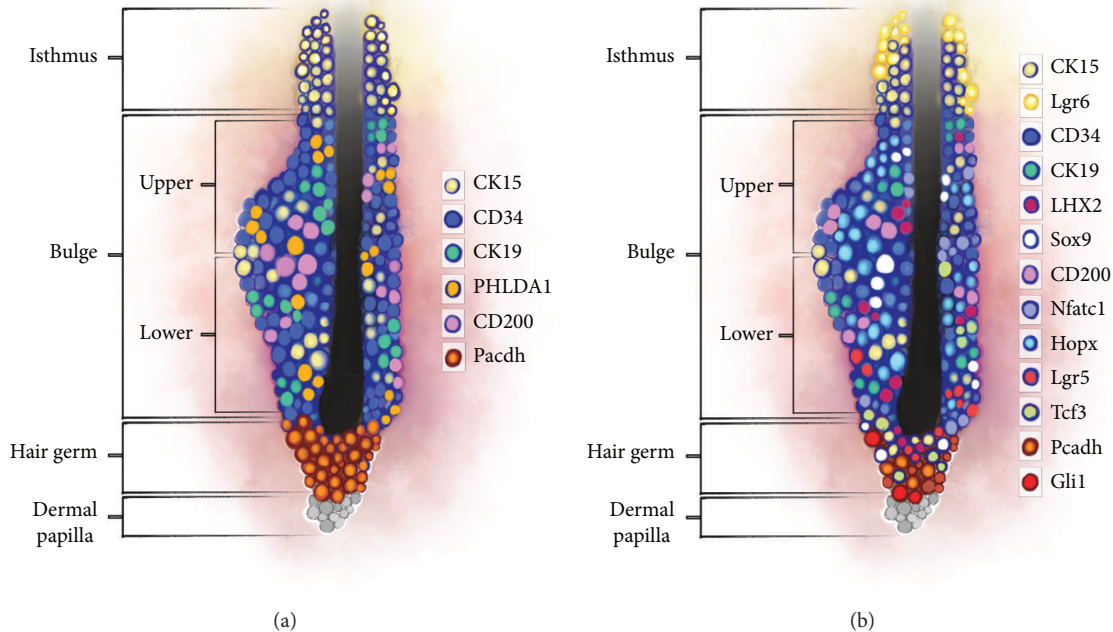 Isthmus
Upper
Bulge
Lower
Hair germ
Dermal
papilla
CK15
CD34
CK19
PHLDA1
CD200
Pacdh
(a)
Isthmus
Upper
Bulge
Lower
Hair germ
Dermal
papilla
CK15
Lgr6
CD34
CK19
LHX2
Sox9
CD200
Nfatc1
Hopx
Lgr5
Tcf3
Pcadh
Gli1
(b)